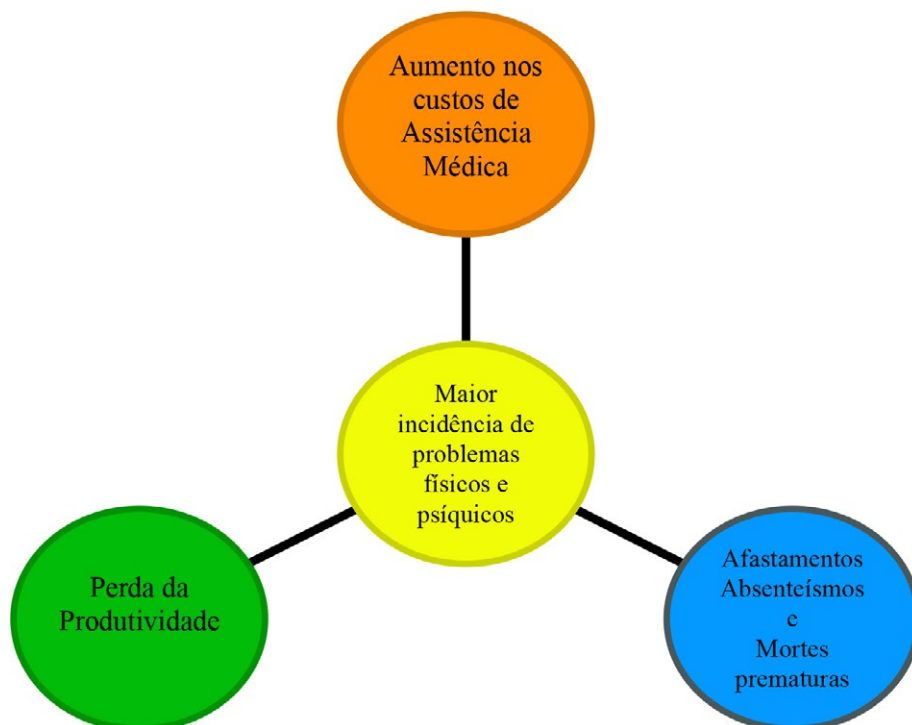 Aumento nos
custos de
Assistência
Médica
Maior
incidência de
problemas
físicos e
psíquicos
Perda da
Produtividade
Afastamentos
Absenteísmos
e
Mortes
prematuras